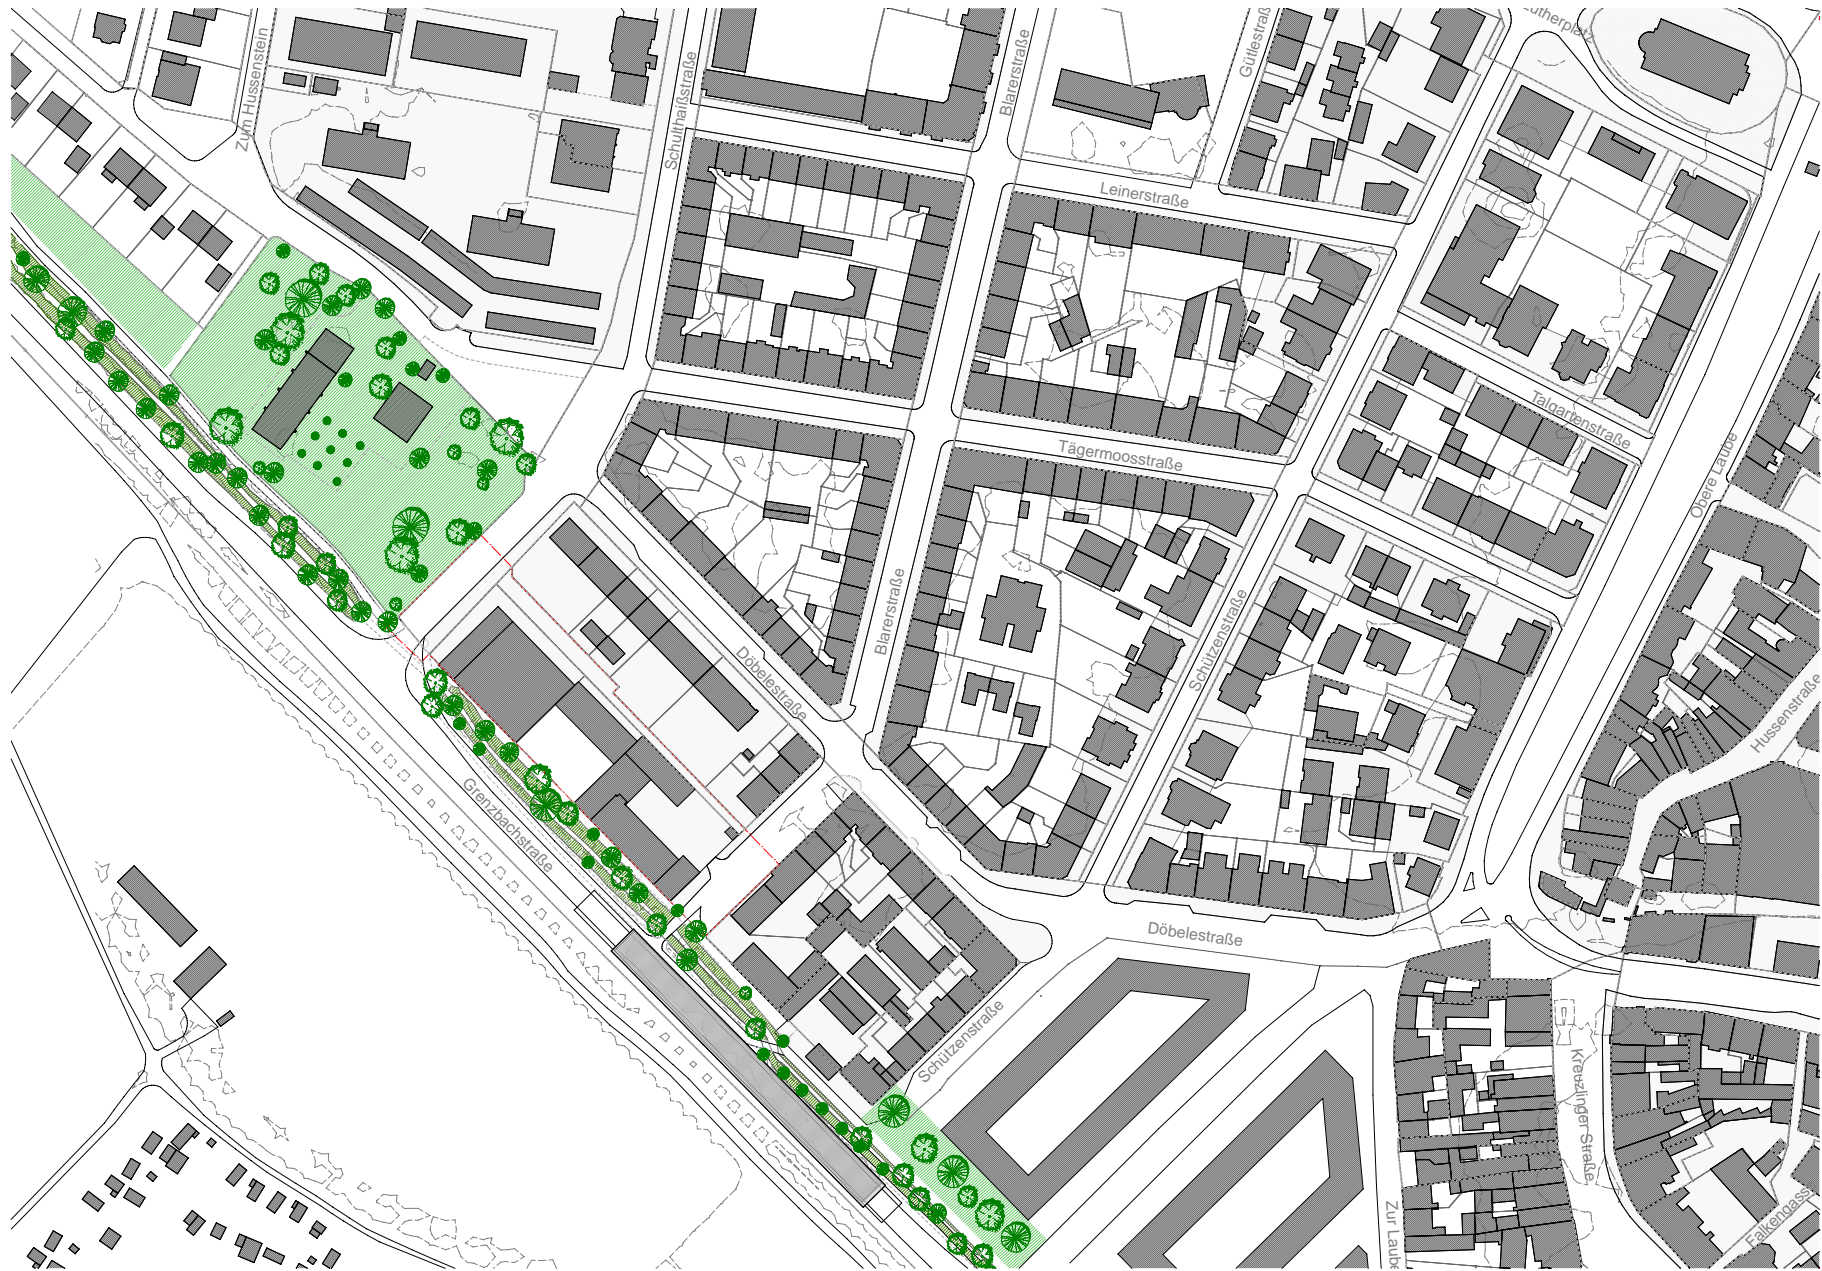 Lutherplatz
Zum Hussenstein
Schulthaißstraße
Blarerstraße
Gütlestraße
Leinerstraße
Talgartenstraße
Tägermoosstraße
Obere Laube
Blarerstraße
Schützenstraße
Döbelestraße
Hussenstraße
Grenzbachstraße
Döbelestraße
Schützenstraße
Kreuzlinger Straße
Zur Laube
Falkengasse